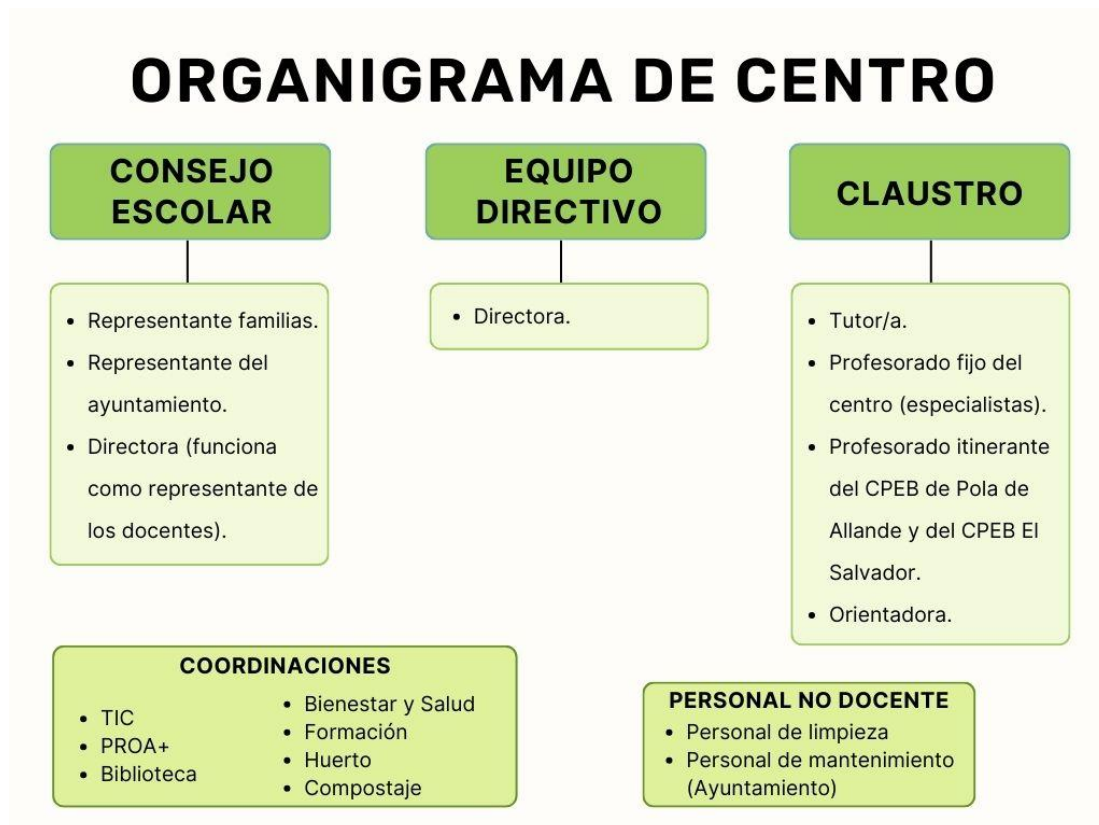 ORGANIGRAMA DE CENTRO
CONSEJO
ESCOLAR
• Representante familias.
• Representante del
ayuntamiento.
• Directora (funciona
como representante de
los docentes).
EQUIPO
DIRECTIVO
• Directora.
CLAUSTRO
• Tutor/a.
• Profesorado fijo del
centro (especialistas).
• Profesorado itinerante
del CPEB de Pola de
Allande y del CPEB El
Salvador.
• Orientadora.
COORDINACIONES
• TIC
• PROA+
• Biblioteca
• Bienestar y Salud
• Formación
• Huerto
• Compostaje
PERSONAL NO DOCENTE
• Personal de limpieza
• Personal de mantenimiento
(Ayuntamiento)